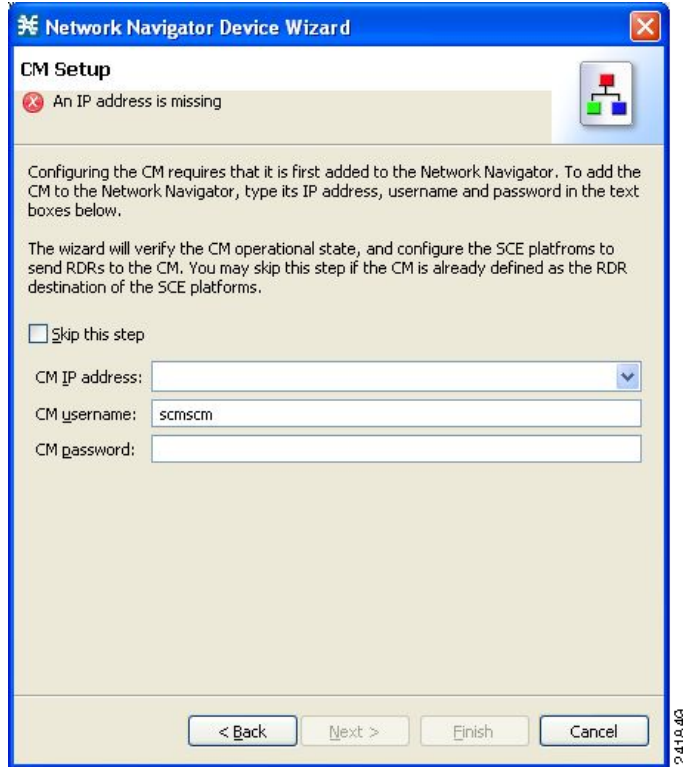 Network Navigator Device Wizard
CM Setup
An IP address is missing
Configuring the CM requires that it is first added to the Network Navigator. To add the
CM to the Network Navigator, type its IP address, username and password in the text
boxes below.
The wizard will verify the CM operational state, and configure the SCE platfroms to
send RDRs to the CM. You may skip this step if the CM is already defined as the RDR
destination of the SCE platforms.
Skip this step
CM IP address:
CM username: scmscm
CM password:
< Back Next > Finish Cancel
241849